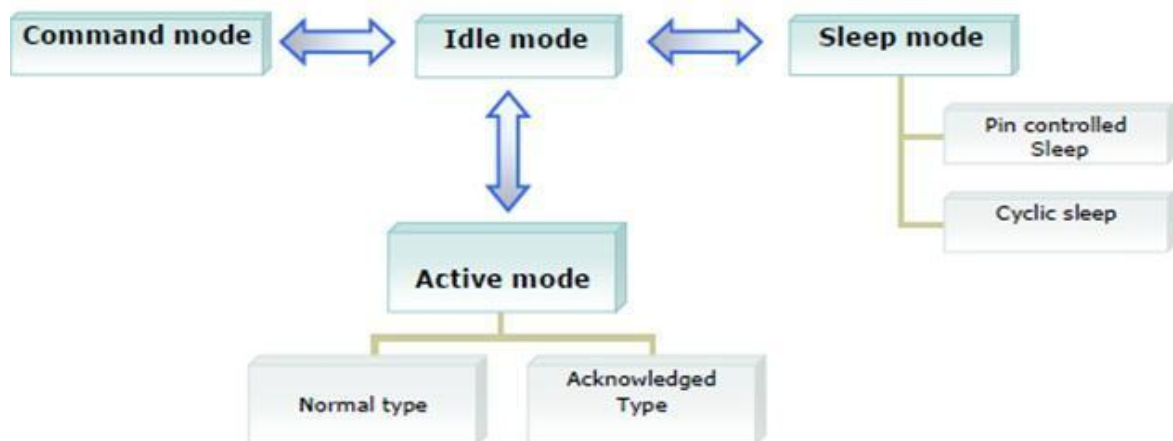 Command mode
Idle mode
Sleep mode
Pin controlled
Sleep
Cyclic sleep
Active mode
Normal type
Acknowledged
Type